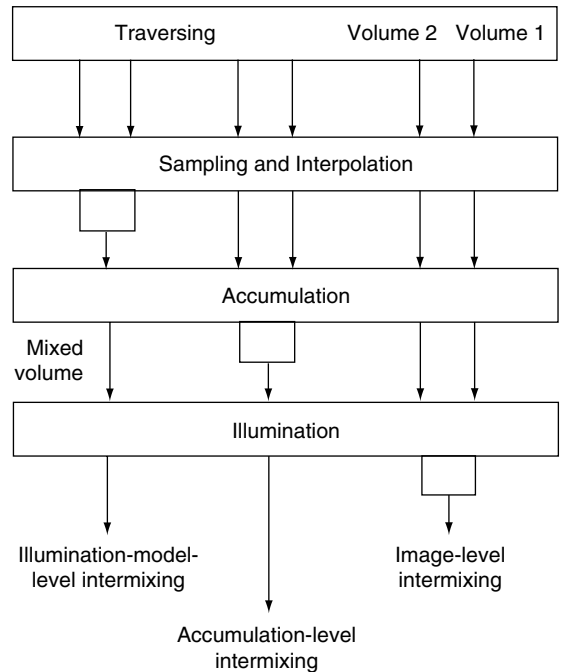 Traversing Volume 2 Volume 1
Sampling and Interpolation
Accumulation
Mixed
volume
Illumination
Illumination-model-
level intermixing
Image-level
intermixing
Accumulation-level
intermixing